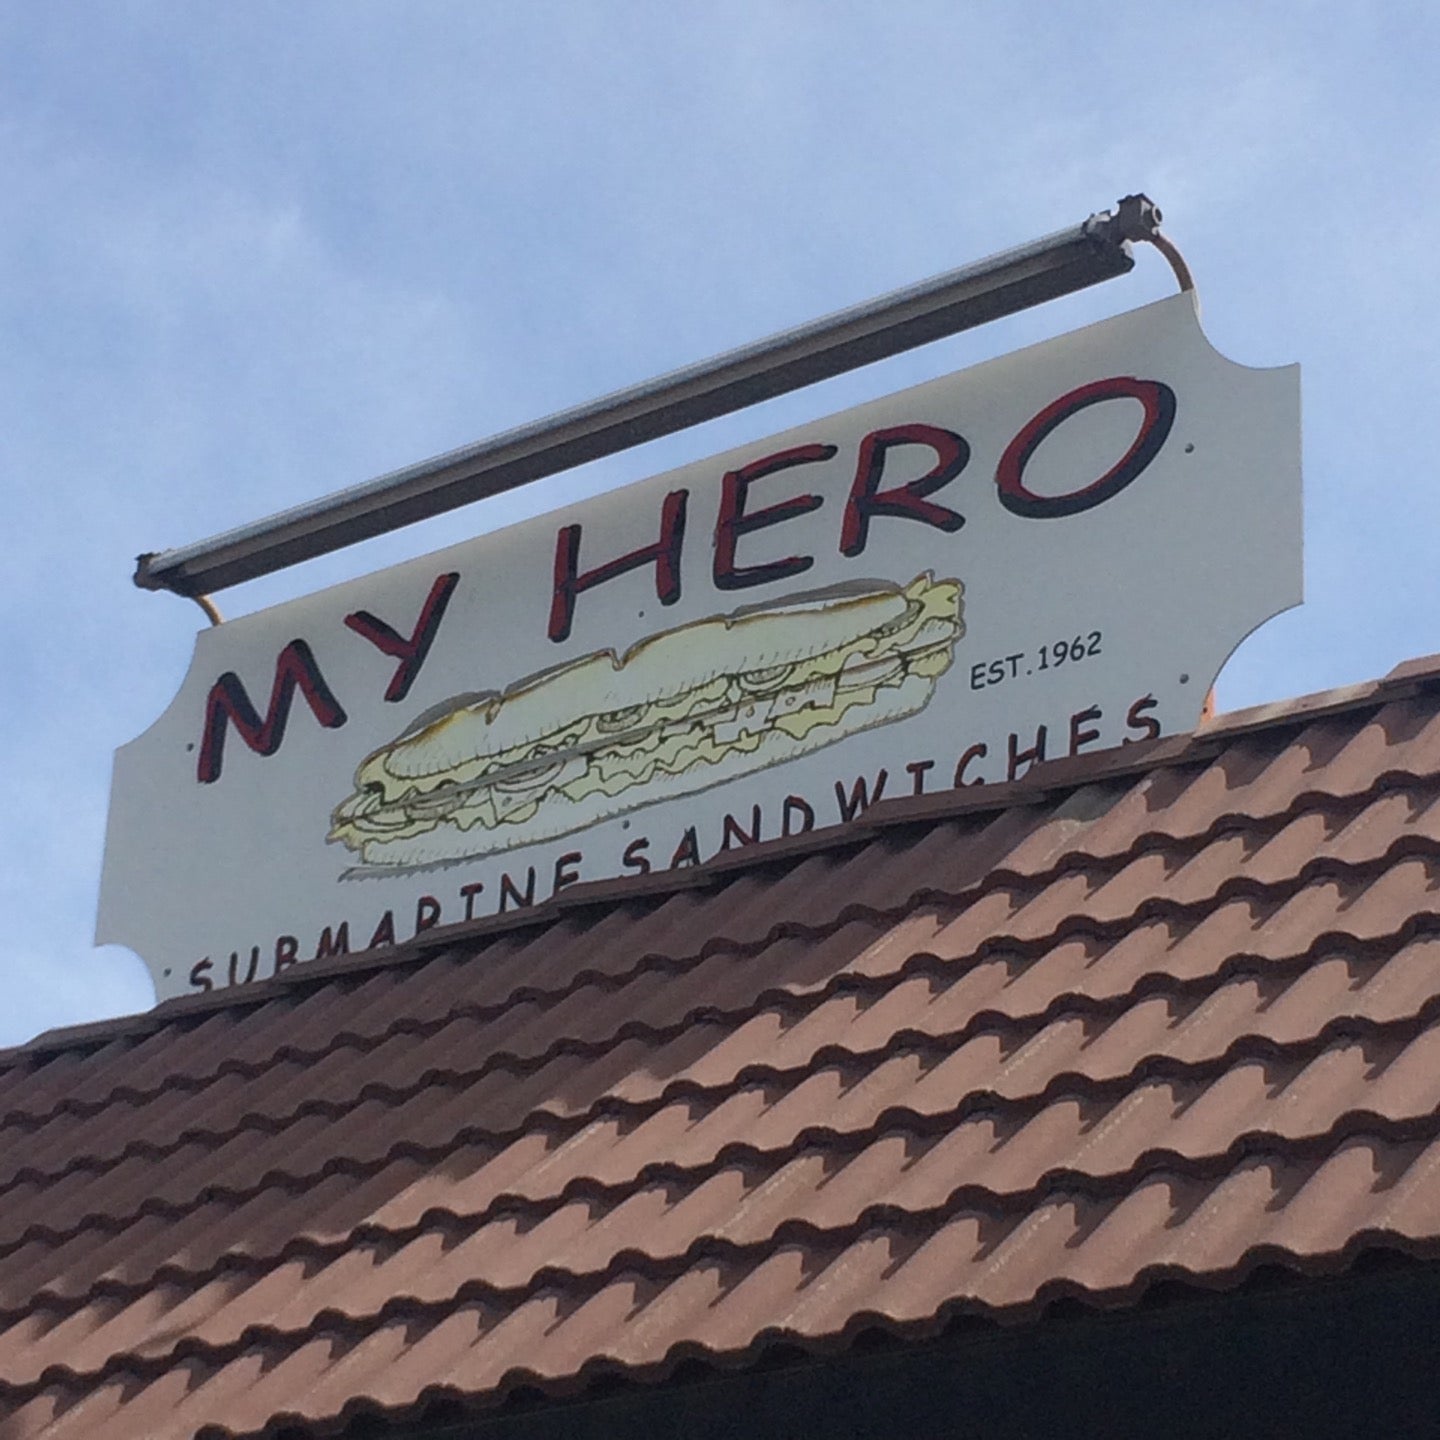 MY HERO
EST. 1962
SUBMARINE SANDWICHES